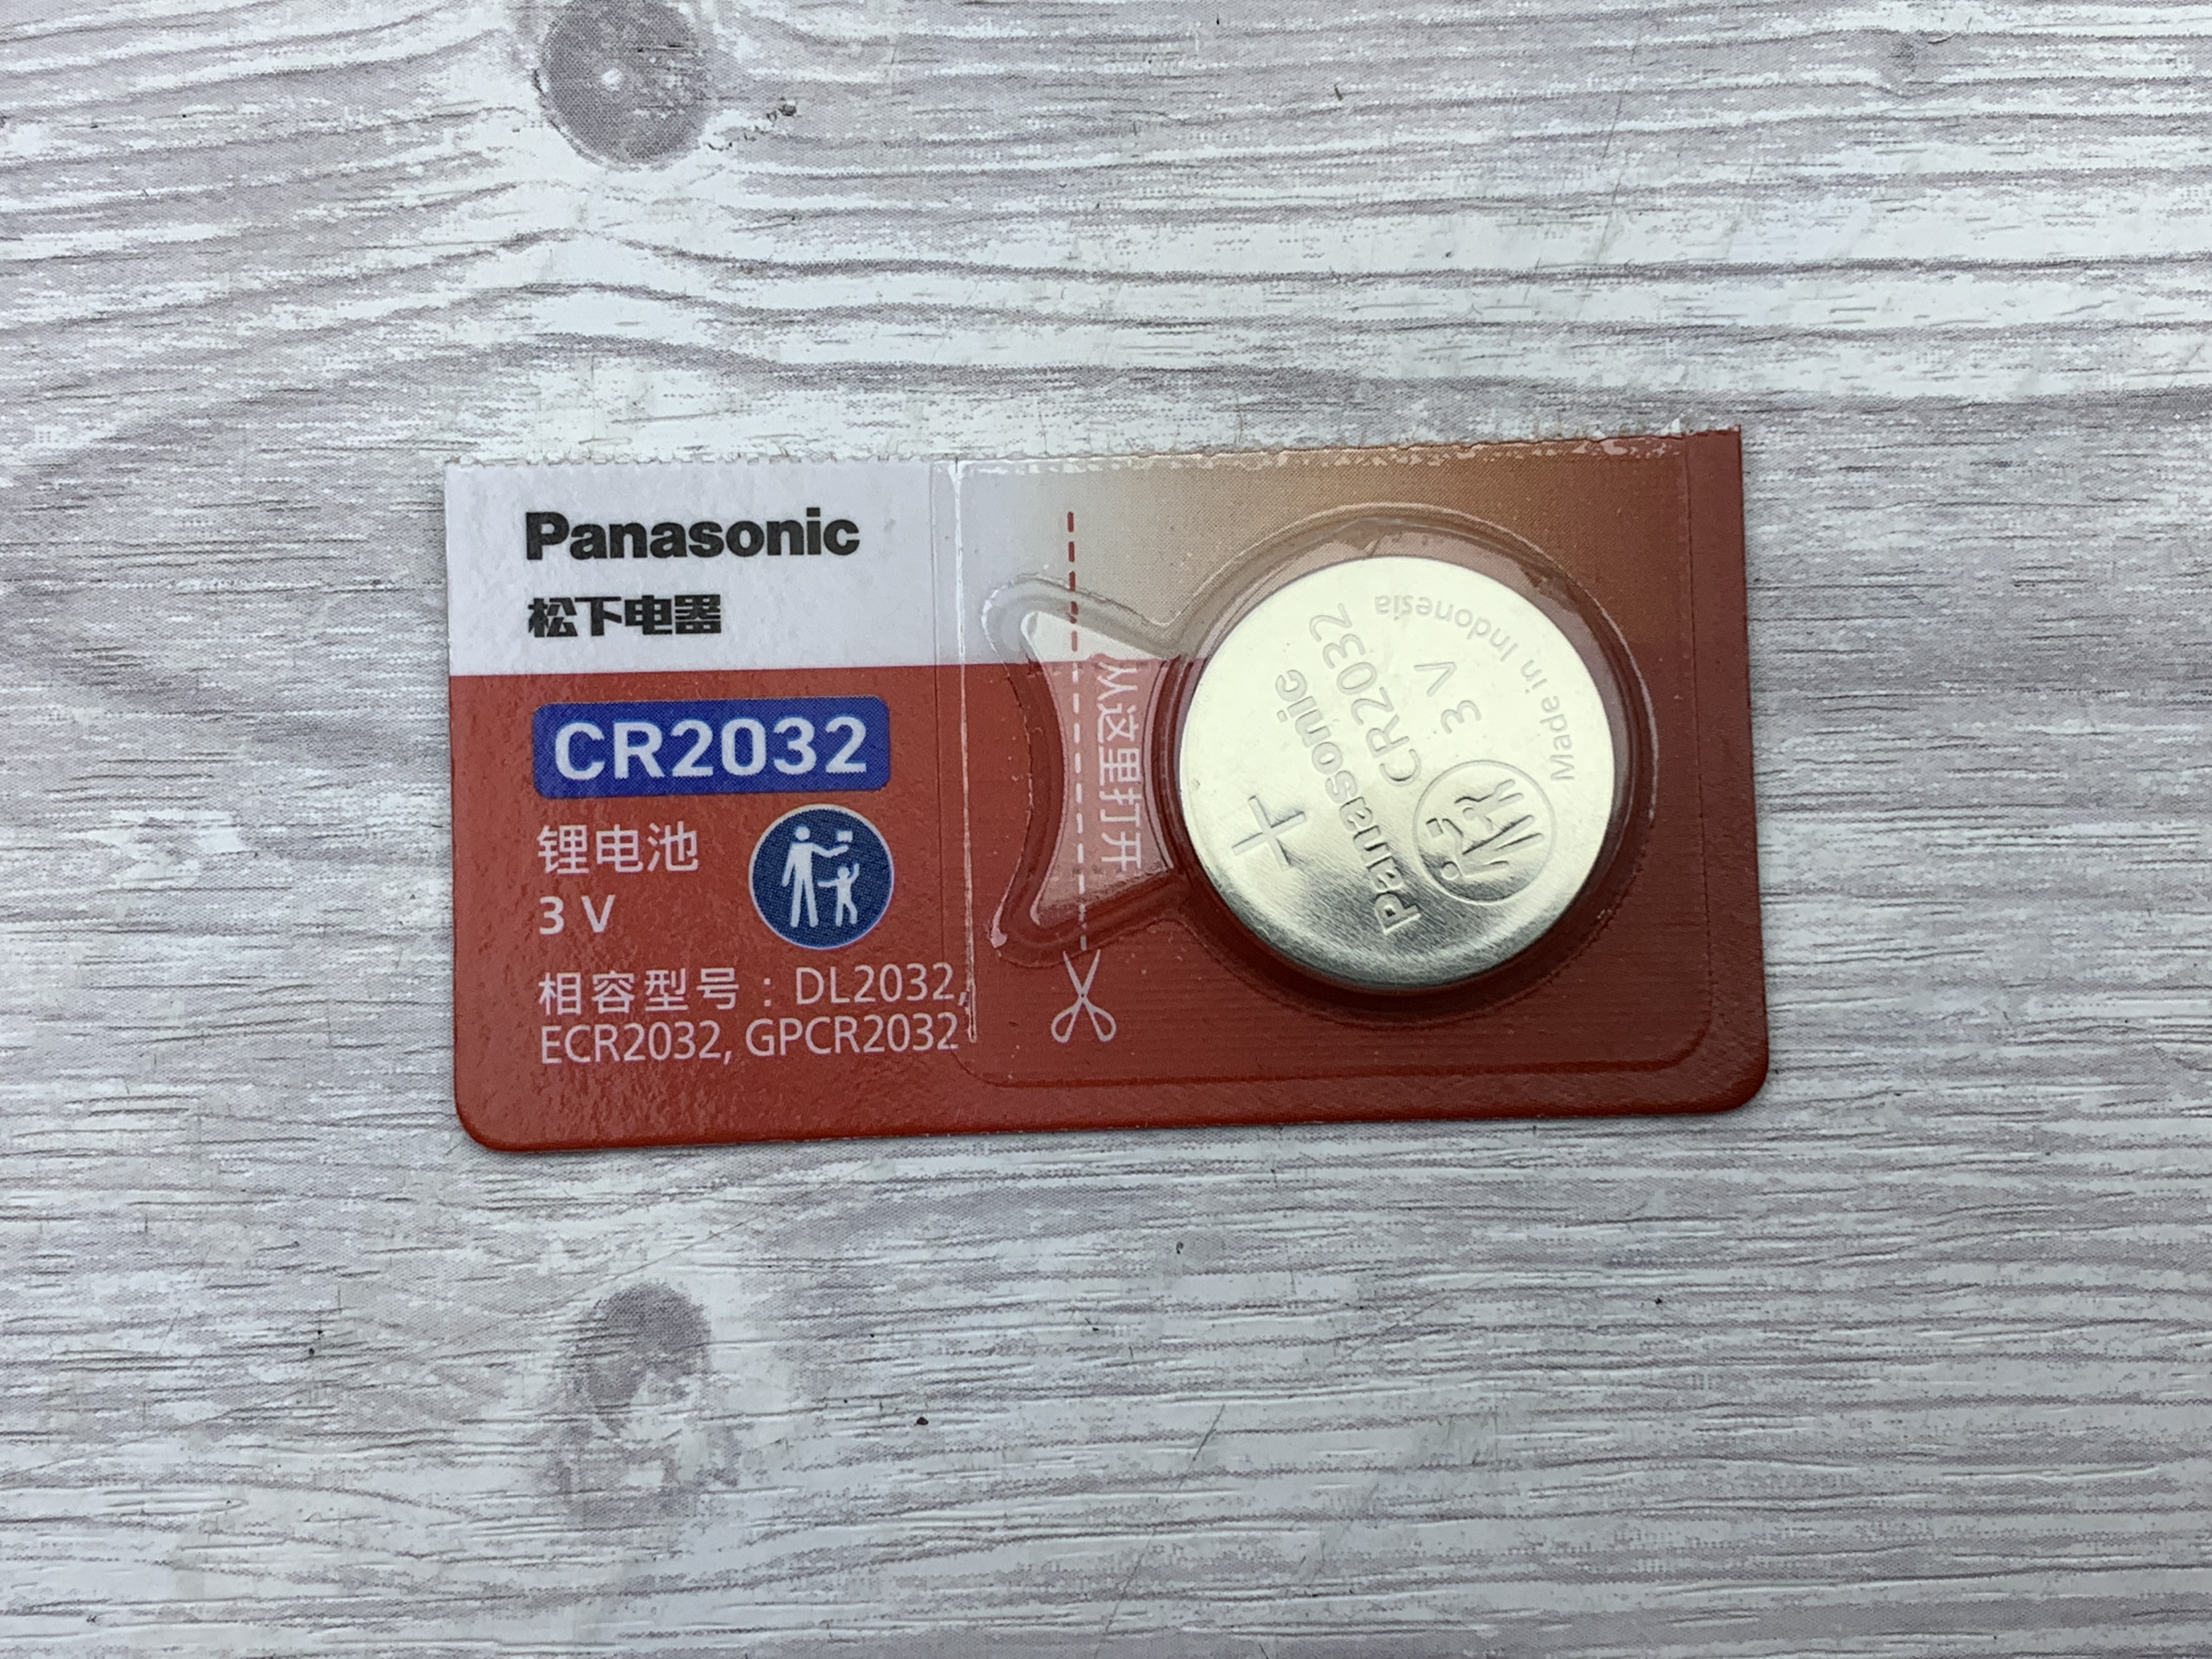 Panasonic
松下电器
CR2032
锂电池
3 V
相容型号：DL2032,
ECR2032, GPCR2032
从这里打开
+
Panasonic
CR2032
3 V
Made in Indonesia